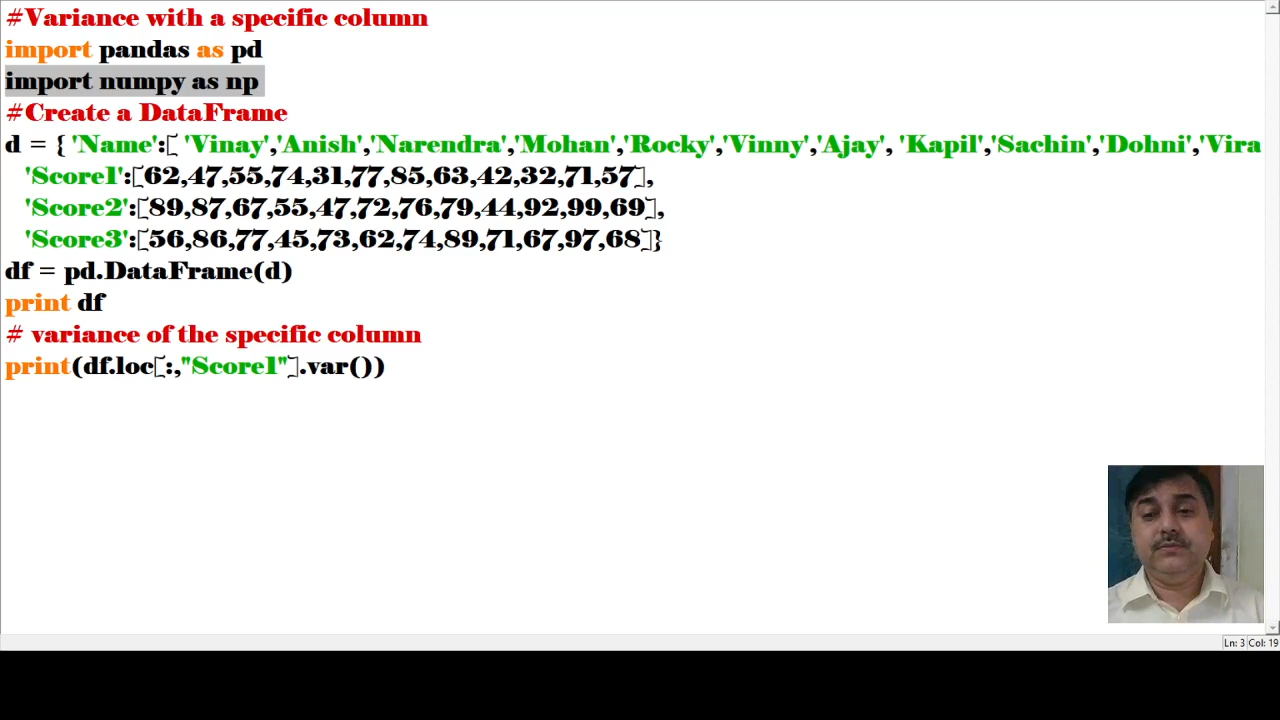 #Variance with a specific column
import pandas as pd
import numpy as np
#Create a DataFrame
d = { 'Name':[ 'Vinay','Anish','Narendra','Mohan','Rocky','Vinny','Ajay', 'Kapil','Sachin','Dohni','Vira
'Score1':[62,47,55,74,31,77,85,63,42,32,71,57],
'Score2':[89,87,67,55,47,72,76,79,44,92,99,69],
'Score3':[56,86,77,45,73,62,74,89,71,67,97,68]}
df = pd.DataFrame(d)
print df
# variance of the specific column
print(df.loc[:,"Score1"].var())
Ln: 3 Col: 19